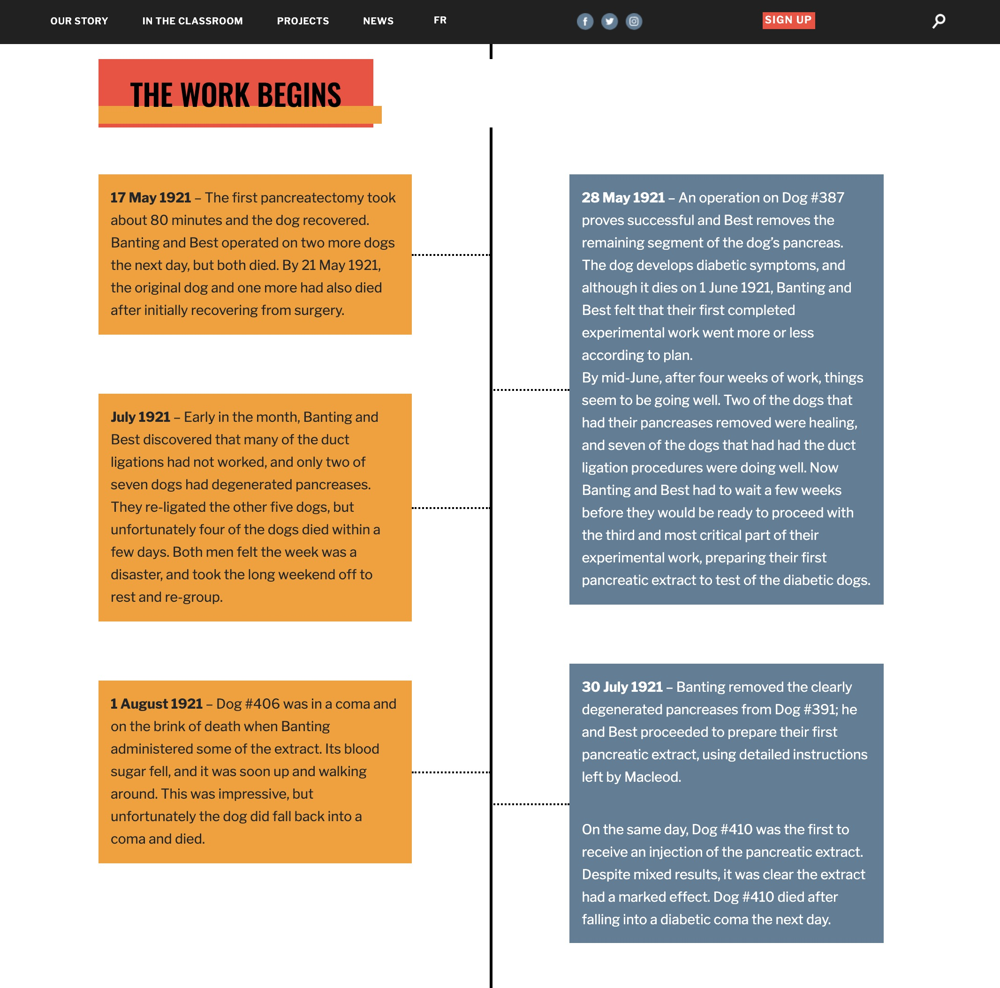 OUR STORY IN THE CLASSROOM PROJECTS NEWS FR SIGN UP
THE WORK BEGINS
17 May 1921 – The first pancreatectomy took
about 80 minutes and the dog recovered.
Banting and Best operated on two more dogs
the next day, but both died. By 21 May 1921,
the original dog and one more had also died
after initially recovering from surgery.
28 May 1921 – An operation on Dog #387
proves successful and Best removes the
remaining segment of the dog’s pancreas.
The dog develops diabetic symptoms, and
although it dies on 1 June 1921, Banting and
Best felt that their first completed
experimental work went more or less
according to plan.
By mid-June, after four weeks of work, things
seem to be going well. Two of the dogs that
had their pancreases removed were healing,
and seven of the dogs that had had the duct
ligation procedures were doing well. Now
Banting and Best had to wait a few weeks
before they would be ready to proceed with
the third and most critical part of their
experimental work, preparing their first
pancreatic extract to test of the diabetic dogs.
July 1921 – Early in the month, Banting and
Best discovered that many of the duct
ligations had not worked, and only two of
seven dogs had degenerated pancreases.
They re-ligated the other five dogs, but
unfortunately four of the dogs died within a
few days. Both men felt the week was a
disaster, and took the long weekend off to
rest and re-group.
30 July 1921 – Banting removed the clearly
degenerated pancreases from Dog #391; he
and Best proceeded to prepare their first
pancreatic extract, using detailed instructions
left by Macleod.
On the same day, Dog #410 was the first to
receive an injection of the pancreatic extract.
Despite mixed results, it was clear the extract
had a marked effect. Dog #410 died after
falling into a diabetic coma the next day.
1 August 1921 – Dog #406 was in a coma and
on the brink of death when Banting
administered some of the extract. Its blood
sugar fell, and it was soon up and walking
around. This was impressive, but
unfortunately the dog did fall back into a
coma and died.